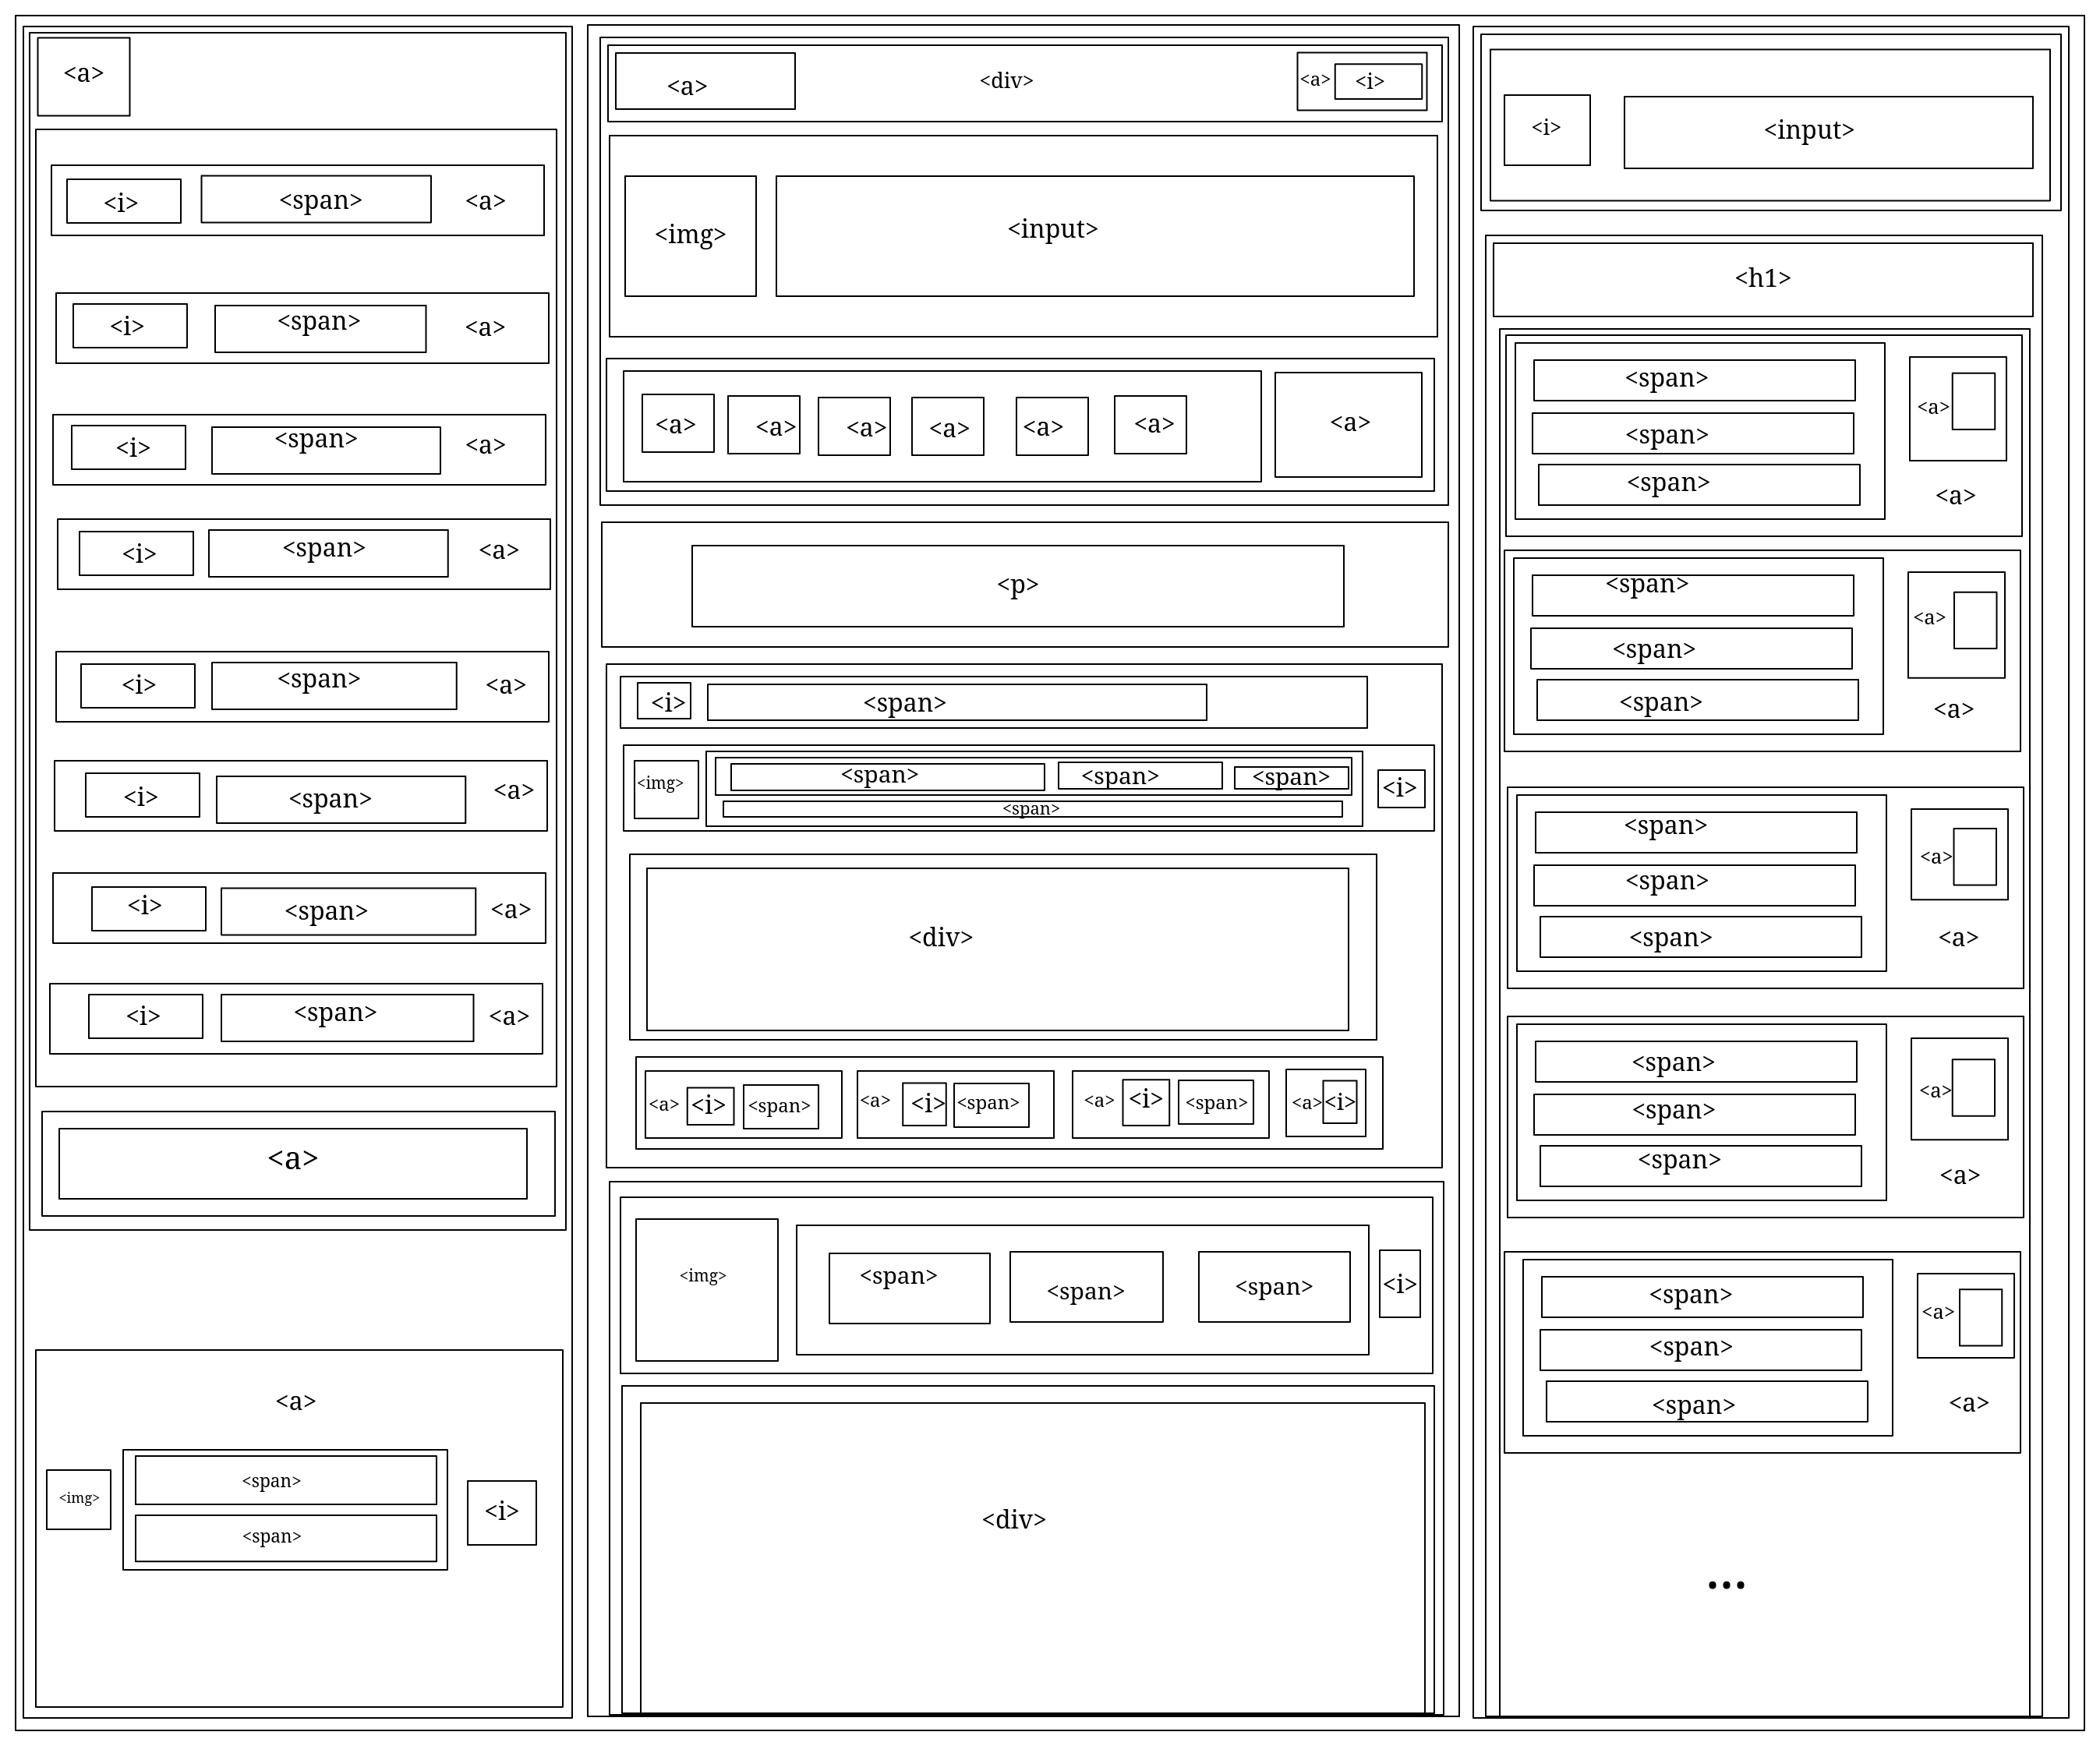 <a>
<i> <span> <a>
<i> <span> <a>
<i> <span> <a>
<i> <span> <a>
<i> <span> <a>
<i> <span> <a>
<i> <span> <a>
<i> <span> <a>
<a>
<a>
<img> <span> <i>
<span>
<a> <div> <a> <i>
<img> <input>
<a> <a> <a> <a> <a> <a> <a>
<p>
<i> <span>
<img> <span> <span> <span> <i>
<span>
<div>
<a> <i> <span> <a> <i> <span> <a> <i> <span> <a> <i>
<img> <span> <span> <span> <i>
<div>
<i> <input>
<h1>
<span>
<a>
<span>
<span>
<a>
<span>
<a>
<span>
<span>
<a>
<span>
<a>
<span>
<span>
<a>
<span>
<a>
<span>
<span>
<a>
<span>
<a>
<span>
<span>
<a>
...